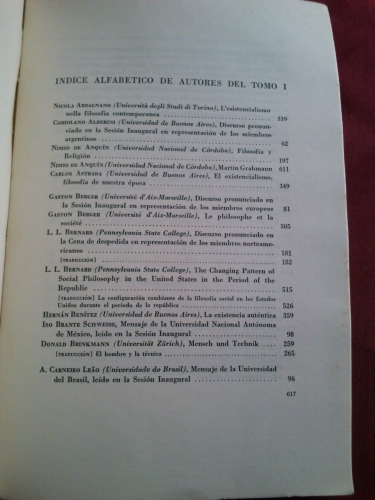 INDICE ALFABETICO DE AUTORES DEL TOMO I
NICOLA ABBAGNANO (Università degli Studi di Torino), L'esistenzialismo
nella filosofia contemporanea 339
CORIOLANO ALBERINI (Universidad de Buenos Aires), Discurso pronun-
ciado en la Sesión Inaugural en representación de los miembros
argentinos 62
NIMIO DE ANQUÍN (Universidad Nacional de Córdoba), Filosofía y
Religión 197
NIMIO DE ANQUÍN (Universidad Nacional de Córdoba), Martin Grabmann 611
CARLOS ASTRADA (Universidad de Buenos Aires), El existencialismo,
filosofía de nuestra época 349
GASTON BERGER (Université d'Aix-Marseille), Discurso pronunciado en
la Sesión Inaugural en representación de los miembros europeos 81
GASTON BERGER (Université d'Aix-Marseille), Le philosophe et la
société 505
L. L. BERNARD (Pennsylvania State College), Discurso pronunciado en
la Cena de despedida en representación de los miembros norteame-
ricanos 181
[TRADUCCIÓN] 182
L. L. BERNARD (Pennsylvania State College), The Changing Pattern of
Social Philosophy in the United States in the Period of the
Republic 515
[TRADUCCIÓN] La configuración cambiante de la filosofía social en los Estados
Unidos durante el período de la república 526
HERNÁN BENÍTEZ (Universidad de Buenos Aires), La existencia auténtica 359
ISO BRANTE SCHWEIDE, Mensaje de la Universidad Nacional Autónoma
de México, leído en la Sesión Inaugural 98
DONALD BRINKMANN (Universität Zürich), Mensch und Technik 259
[TRADUCCIÓN] El hombre y la técnica 265
A. CARNEIRO LEÃO (Universidade do Brasil), Mensaje de la Universidad
del Brasil, leído en la Sesión Inaugural 96
617